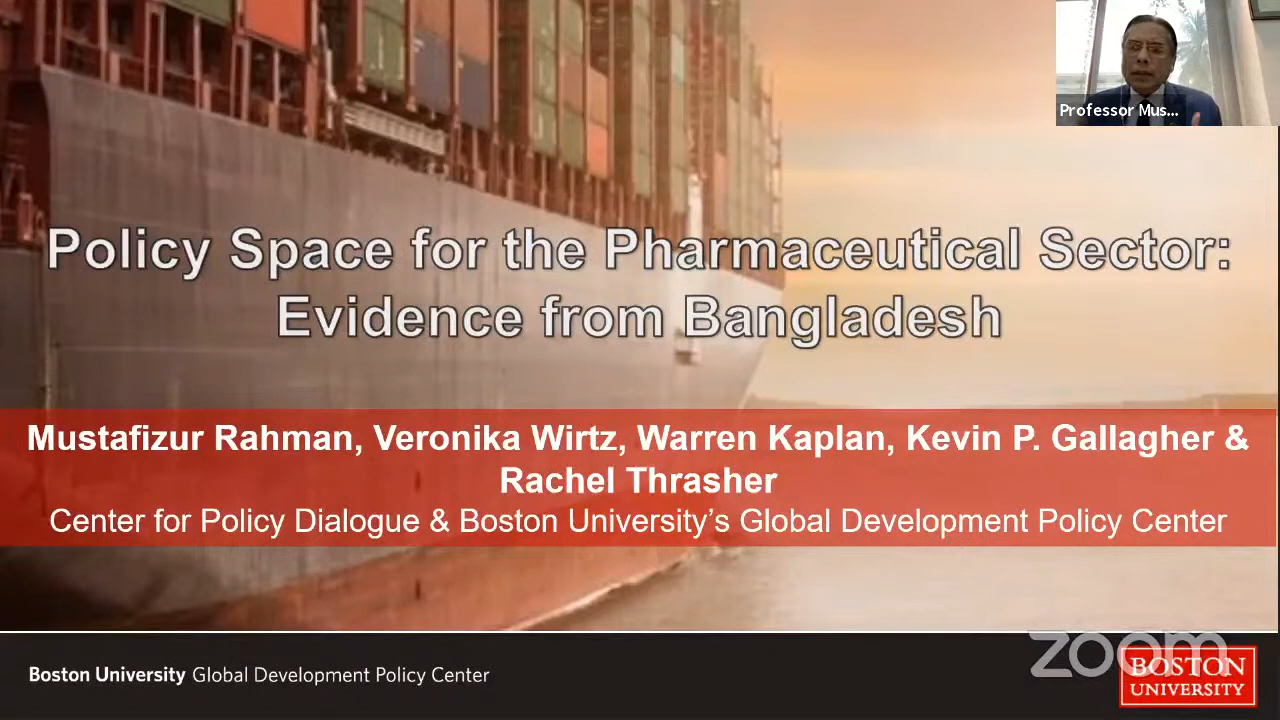 Professor Mus...
Policy Space for the Pharmaceutical Sector:
Evidence from Bangladesh
Mustafizur Rahman, Veronika Wirtz, Warren Kaplan, Kevin P. Gallagher &
Rachel Thrasher
Center for Policy Dialogue & Boston University’s Global Development Policy Center
Boston University Global Development Policy Center
zoom
BOSTON
UNIVERSITY